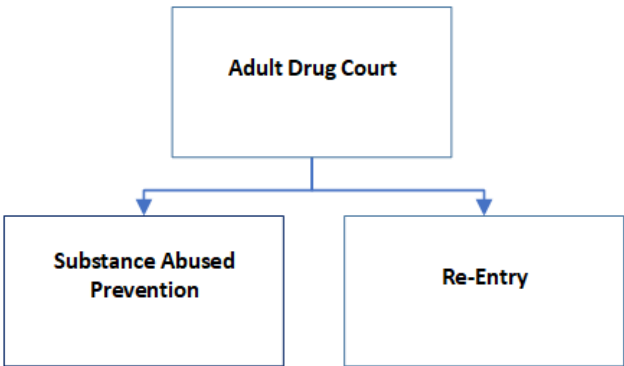 Adult Drug Court
Substance Abused
Prevention
Re-Entry